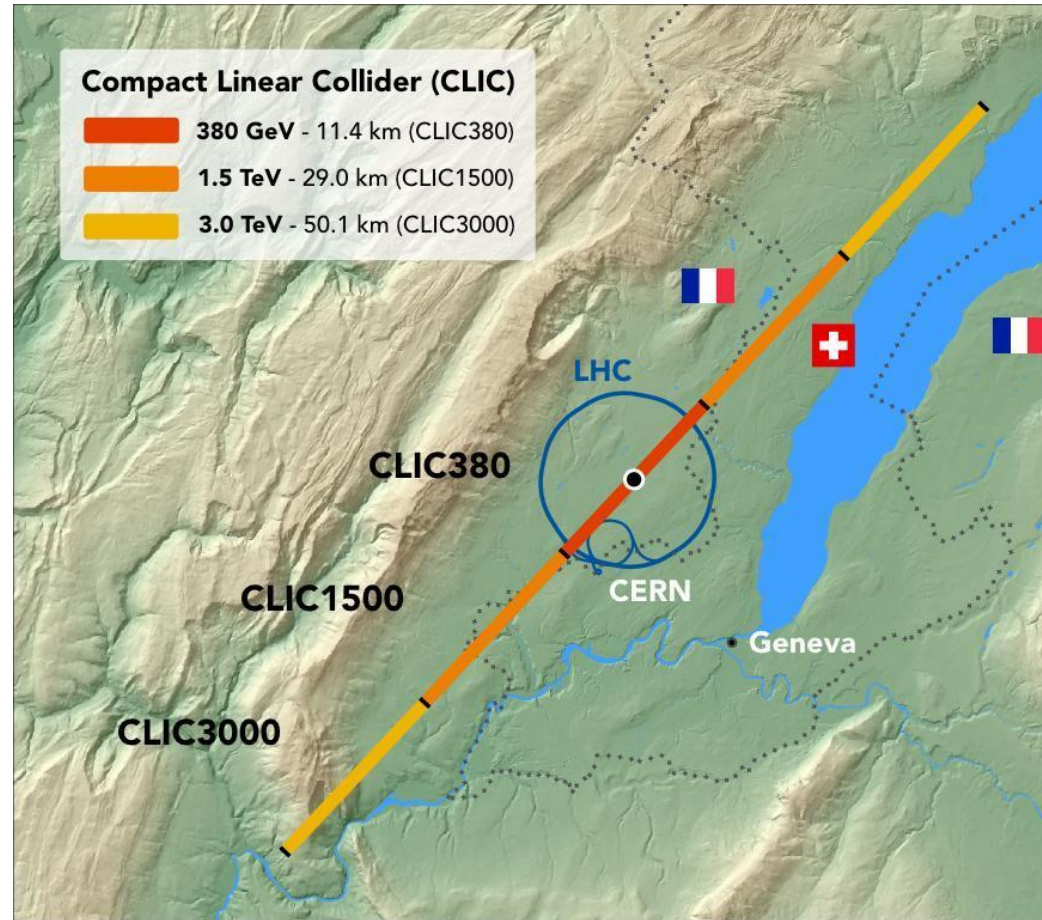 Compact Linear Collider (CLIC)
380 GeV - 11.4 km (CLIC380)
1.5 TeV - 29.0 km (CLIC1500)
3.0 TeV - 50.1 km (CLIC3000)
LHC
CLIC380
CLIC1500
CERN
Geneva
CLIC3000